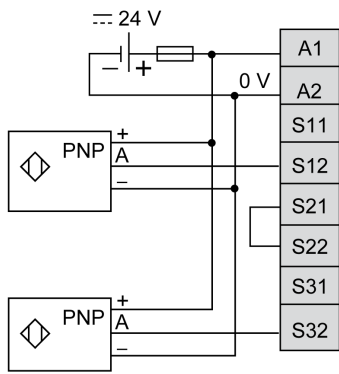 ⎓ 24 V
– +
0 V
A1
A2
S11
S12
S21
S22
S31
S32
PNP
+
A
–
PNP
+
A
–